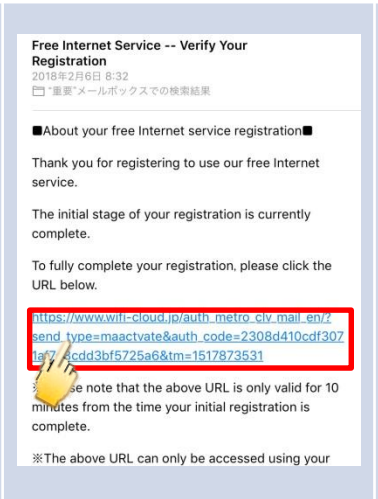 Free Internet Service -- Verify Your
Registration
2018年2月6日 8:32
"重要"メールボックスでの検索結果
■About your free Internet service registration■
Thank you for registering to use our free Internet
service.
The initial stage of your registration is currently
complete.
To fully complete your registration, please click the
URL below.
https://www.wifi-cloud.jp/auth_metro_clv_mail_en/?
send_type=maactvate&auth_code=2308d410cdf307
cdd3bf5725a6&tm=1517873531
※ note that the above URL is only valid for 10
minutes from the time your initial registration is
complete.
※The above URL can only be accessed using your